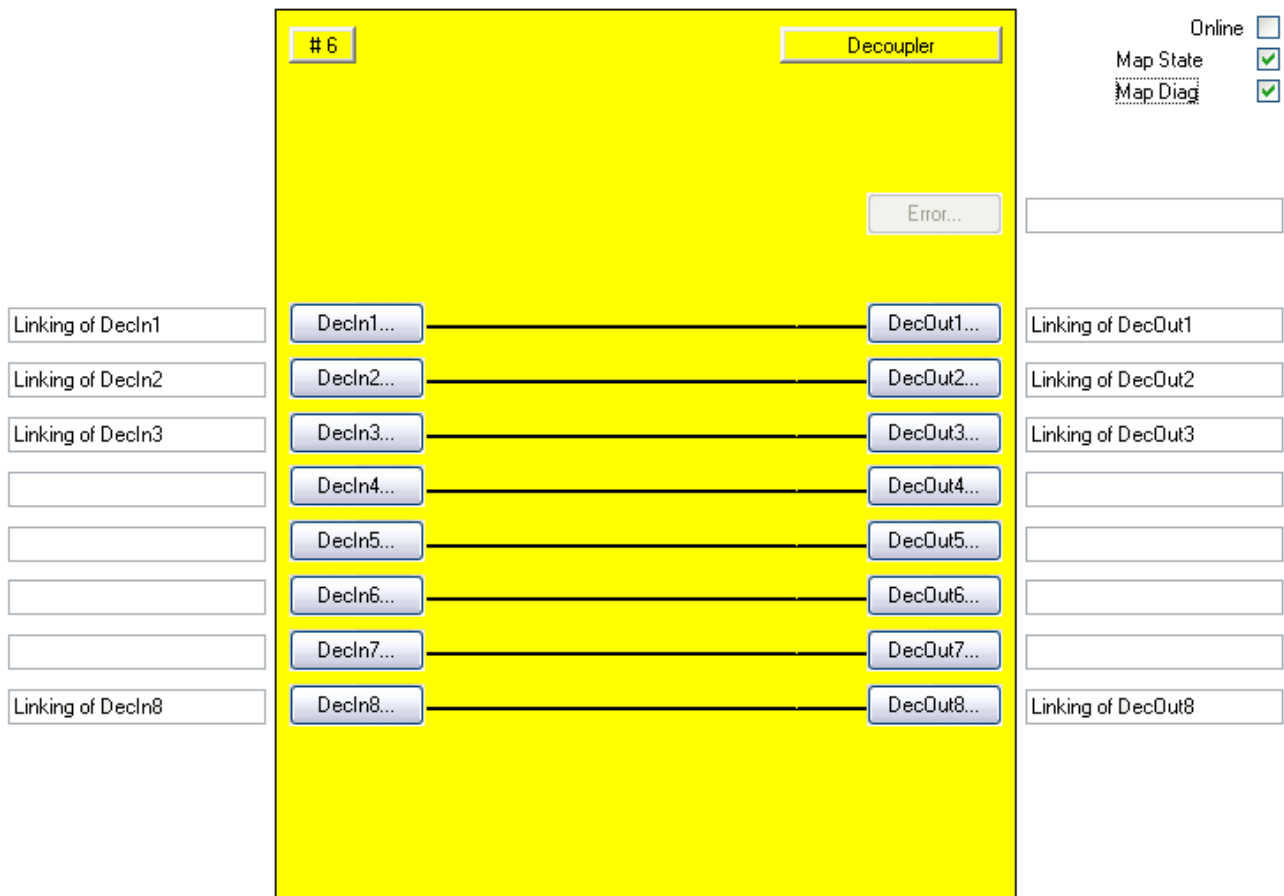 # 6
Decoupler
Online
Map State
Map Diag
Error...
Linking of DecIn1 DecIn1... DecOut1... Linking of DecOut1
Linking of DecIn2 DecIn2... DecOut2... Linking of DecOut2
Linking of DecIn3 DecIn3... DecOut3... Linking of DecOut3
DecIn4... DecOut4...
DecIn5... DecOut5...
DecIn6... DecOut6...
DecIn7... DecOut7...
Linking of DecIn8 DecIn8... DecOut8... Linking of DecOut8